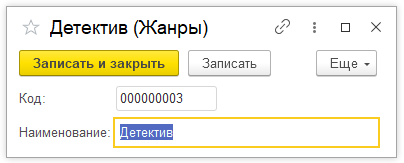 Детектив (Жанры)
Записать и закрыть Записать Еще
Код: 000000003
Наименование: Детектив